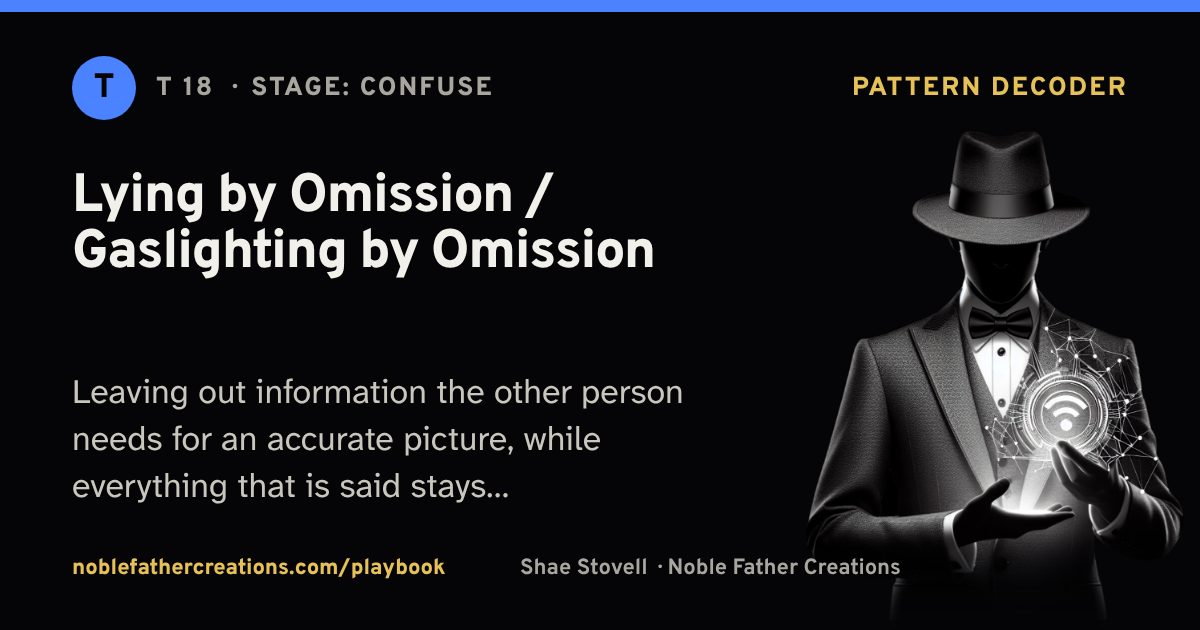 T
T 18 · STAGE: CONFUSE
PATTERN DECODER
Lying by Omission /
Gaslighting by Omission
Leaving out information the other person
needs for an accurate picture, while
everything that is said stays...
noblefathercreations.com/playbook
Shae Stovell · Noble Father Creations